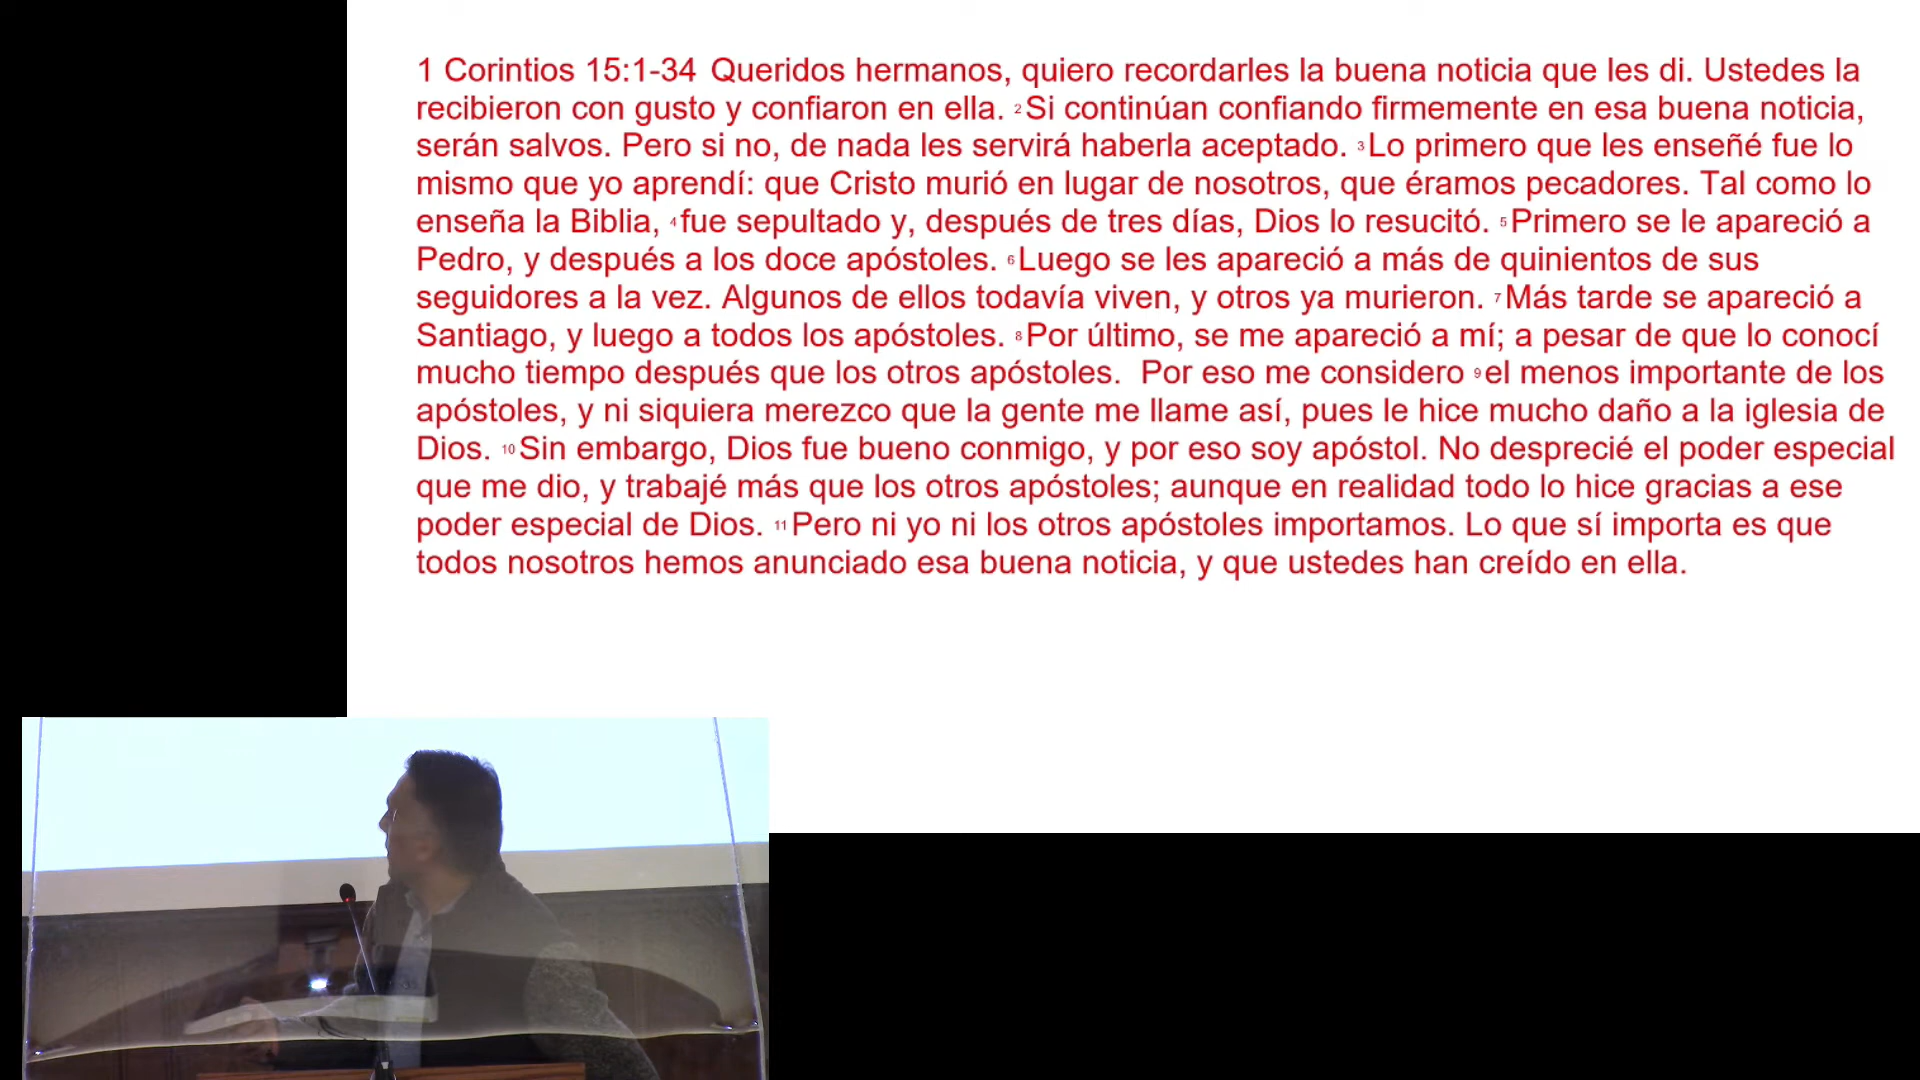 1 Corintios 15:1-34 Queridos hermanos, quiero recordarles la buena noticia que les di. Ustedes la
recibieron con gusto y confiaron en ella. 2 Si continúan confiando firmemente en esa buena noticia,
serán salvos. Pero si no, de nada les servirá haberla aceptado. 3 Lo primero que les enseñé fue lo
mismo que yo aprendí: que Cristo murió en lugar de nosotros, que éramos pecadores. Tal como lo
enseña la Biblia, 4 fue sepultado y, después de tres días, Dios lo resucitó. 5 Primero se le apareció a
Pedro, y después a los doce apóstoles. 6 Luego se les apareció a más de quinientos de sus
seguidores a la vez. Algunos de ellos todavía viven, y otros ya murieron. 7 Más tarde se apareció a
Santiago, y luego a todos los apóstoles. 8 Por último, se me apareció a mí; a pesar de que lo conocí
mucho tiempo después que los otros apóstoles.  Por eso me considero 9 el menos importante de los
apóstoles, y ni siquiera merezco que la gente me llame así, pues le hice mucho daño a la iglesia de
Dios. 10 Sin embargo, Dios fue bueno conmigo, y por eso soy apóstol. No desprecié el poder especial
que me dio, y trabajé más que los otros apóstoles; aunque en realidad todo lo hice gracias a ese
poder especial de Dios. 11 Pero ni yo ni los otros apóstoles importamos. Lo que sí importa es que
todos nosotros hemos anunciado esa buena noticia, y que ustedes han creído en ella.